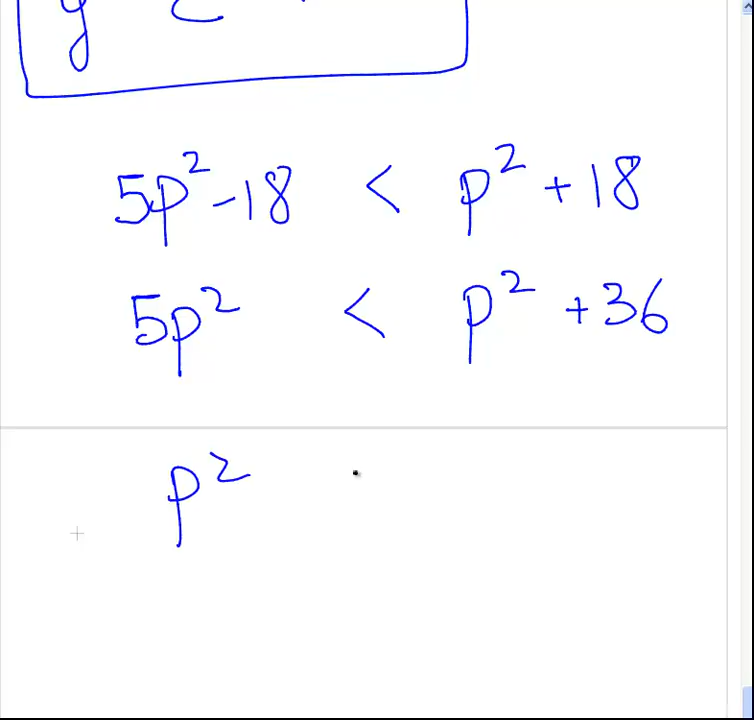 y <
5p² - 18 < p² + 18
5p² < p² + 36
p²